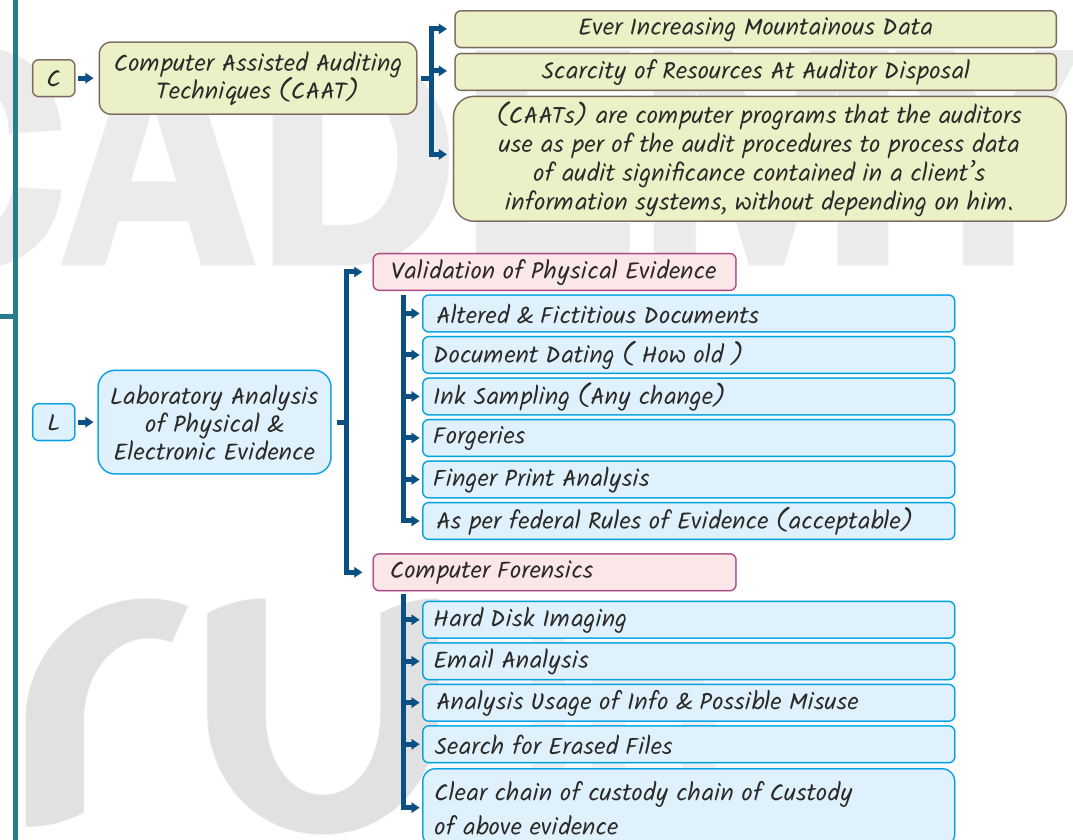 C
Computer Assisted Auditing
Techniques (CAAT)
Ever Increasing Mountainous Data
Scarcity of Resources At Auditor Disposal
(CAATs) are computer programs that the auditors
use as per of the audit procedures to process data
of audit significance contained in a client's
information systems, without depending on him.
L
Laboratory Analysis
of Physical &
Electronic Evidence
Validation of Physical Evidence
Altered & Fictitious Documents
Document Dating ( How old )
Ink Sampling (Any change)
Forgeries
Finger Print Analysis
As per federal Rules of Evidence (acceptable)
Computer Forensics
Hard Disk Imaging
Email Analysis
Analysis Usage of Info & Possible Misuse
Search for Erased Files
Clear chain of custody chain of Custody
of above evidence